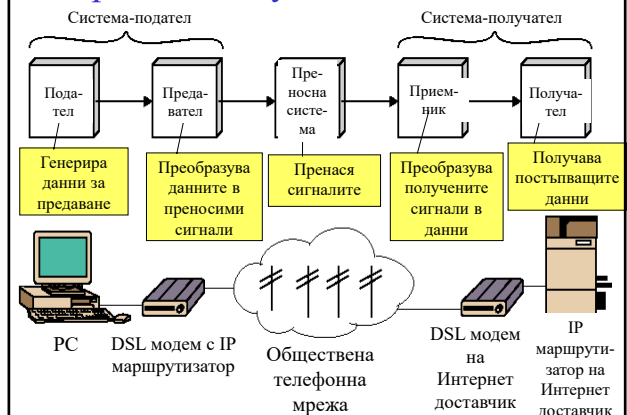 Система-подател
Система-получател
Пода-
тел
Преда-
вател
Пре-
носна
систе-
ма
Прием-
ник
Получа-
тел
Генерира
данни за
предаване
Преобразува
данните в
преносими
сигнали
Пренася
сигналите
Преобразува
получените
сигнали в
данни
Получава
постъпващите
данни
PC
DSL модем с IP
маршрутизатор
Обществена
телефонна
мрежа
DSL модем
на
Интернет
доставчик
IP
маршрути-
затор на
Интернет
доставчик